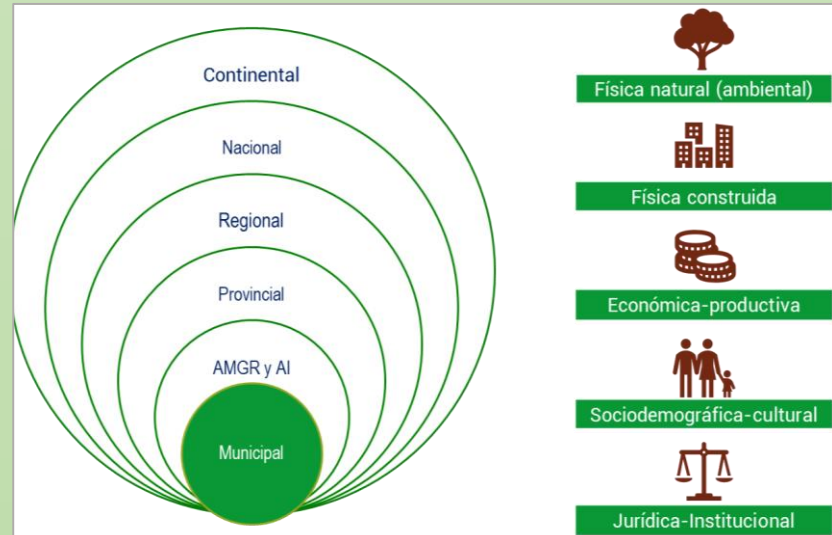 Continental
Nacional
Regional
Provincial
AMGR y AI
Municipal
Física natural (ambiental)
Física construida
Económica-productiva
Sociodemográfica-cultural
Jurídica-Institucional